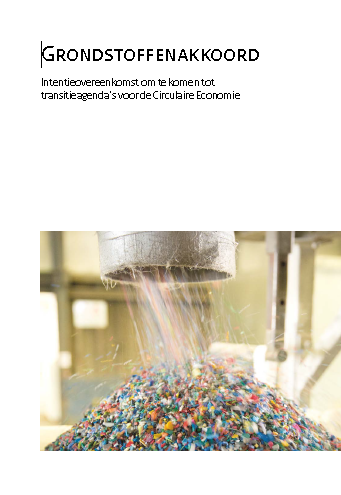 GRONDSTOFFENAKKOORD
Intentieovereenkomst om te komen tot
transitieagenda's voor de Circulaire Economie